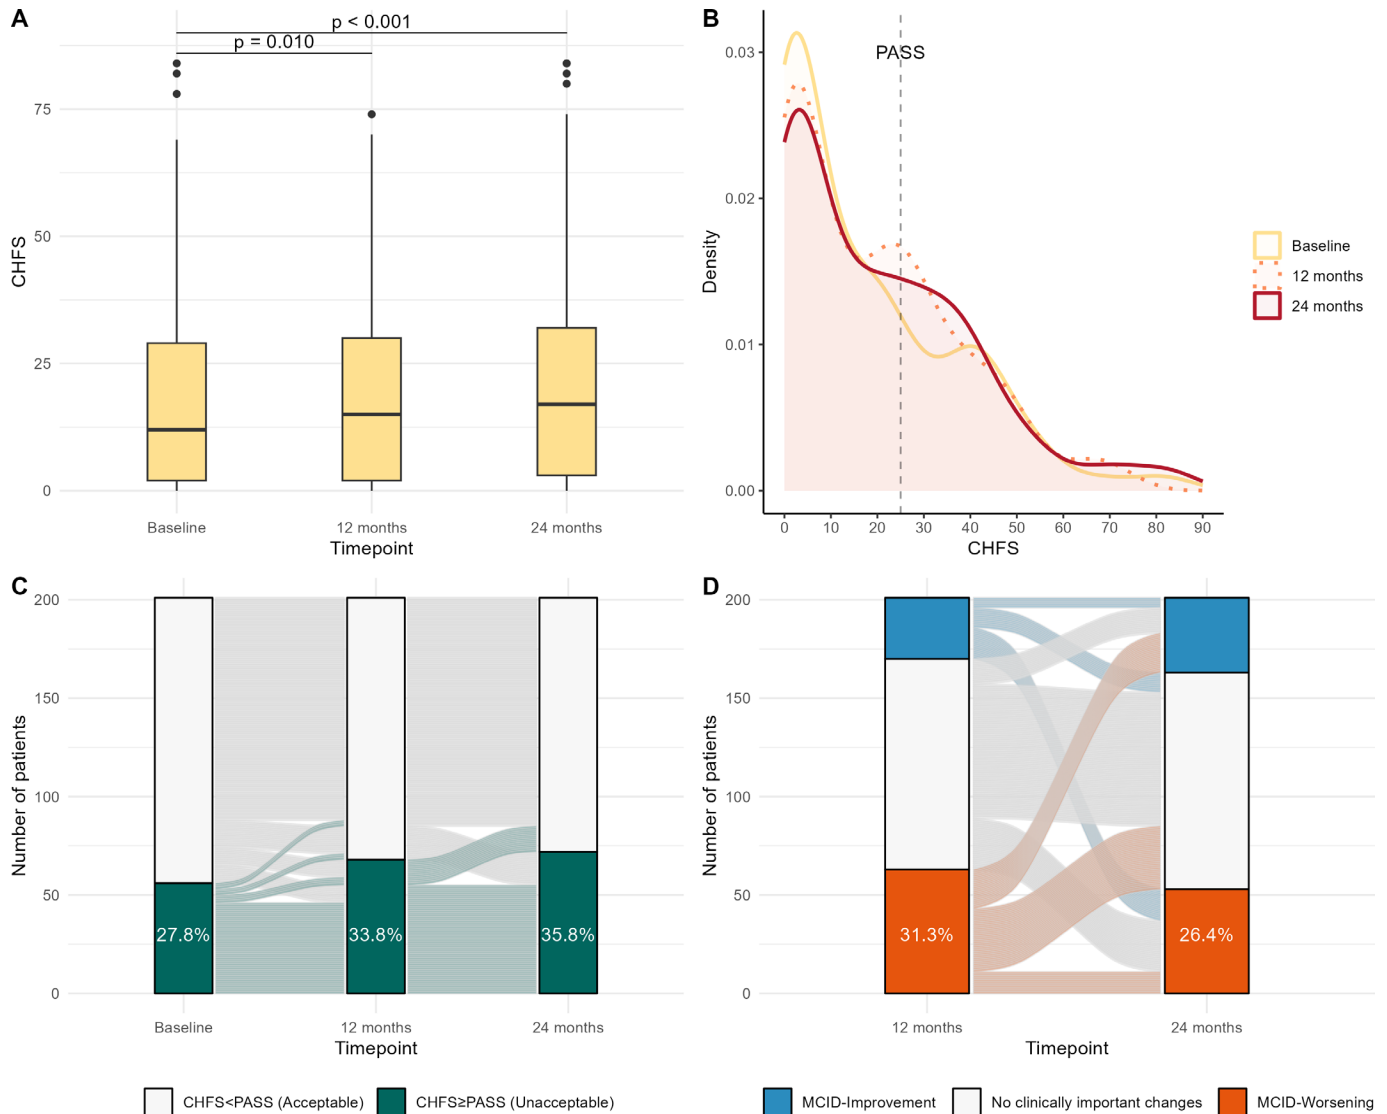 A
p < 0.001
p = 0.010
75
50
25
0
CHFS
Baseline
12 months
24 months
Timepoint
B
PASS
0.03
0.02
0.01
0.00
Density
0 10 20 30 40 50 60 70 80 90
CHFS
Baseline
12 months
24 months
C
200
150
100
50
0
Number of patients
27.8%
33.8%
35.8%
Baseline
12 months
24 months
Timepoint
CHFS<PASS (Acceptable)
CHFS≥PASS (Unacceptable)
D
200
150
100
50
0
Number of patients
31.3%
26.4%
12 months
24 months
Timepoint
MCID-Improvement
No clinically important changes
MCID-Worsening